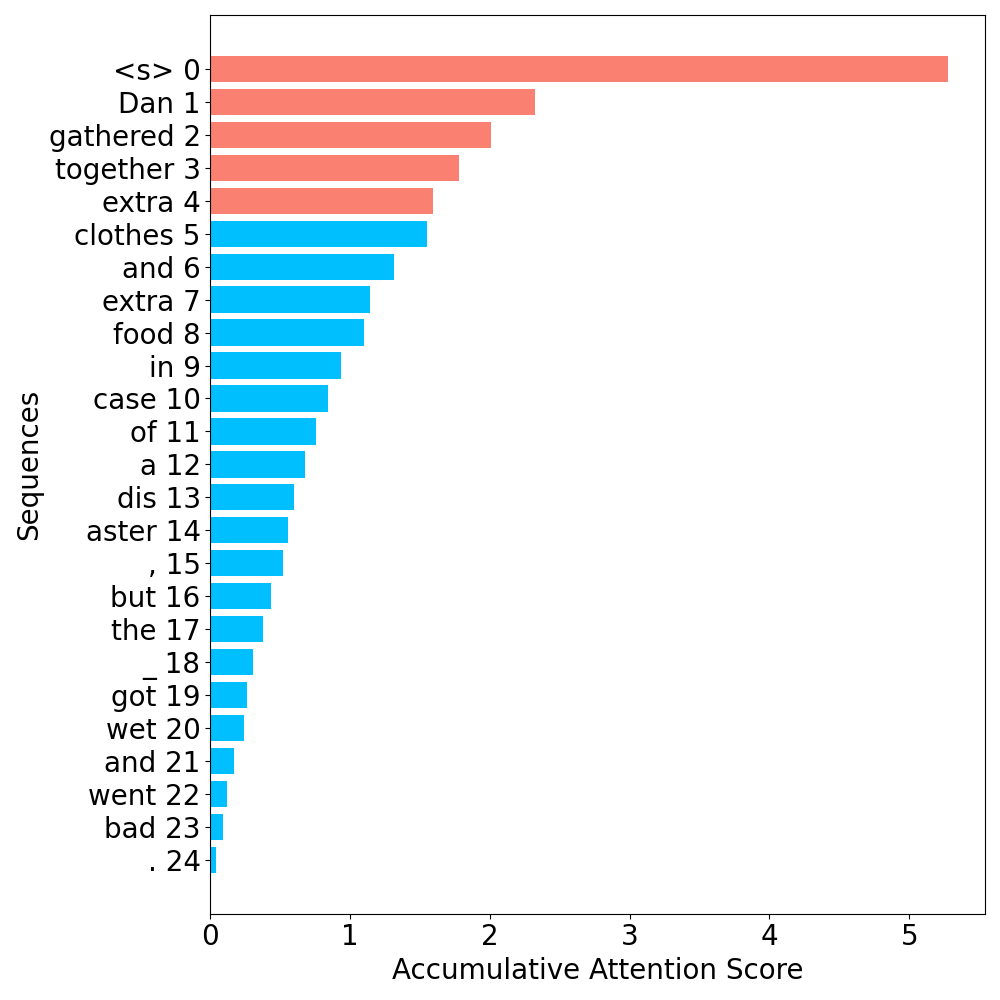 <s> 0
Dan 1
gathered 2
together 3
extra 4
clothes 5
and 6
extra 7
food 8
in 9
case 10
of 11
a 12
dis 13
aster 14
, 15
but 16
the 17
_ 18
got 19
wet 20
and 21
went 22
bad 23
. 24
Sequences
0 1 2 3 4 5
Accumulative Attention Score